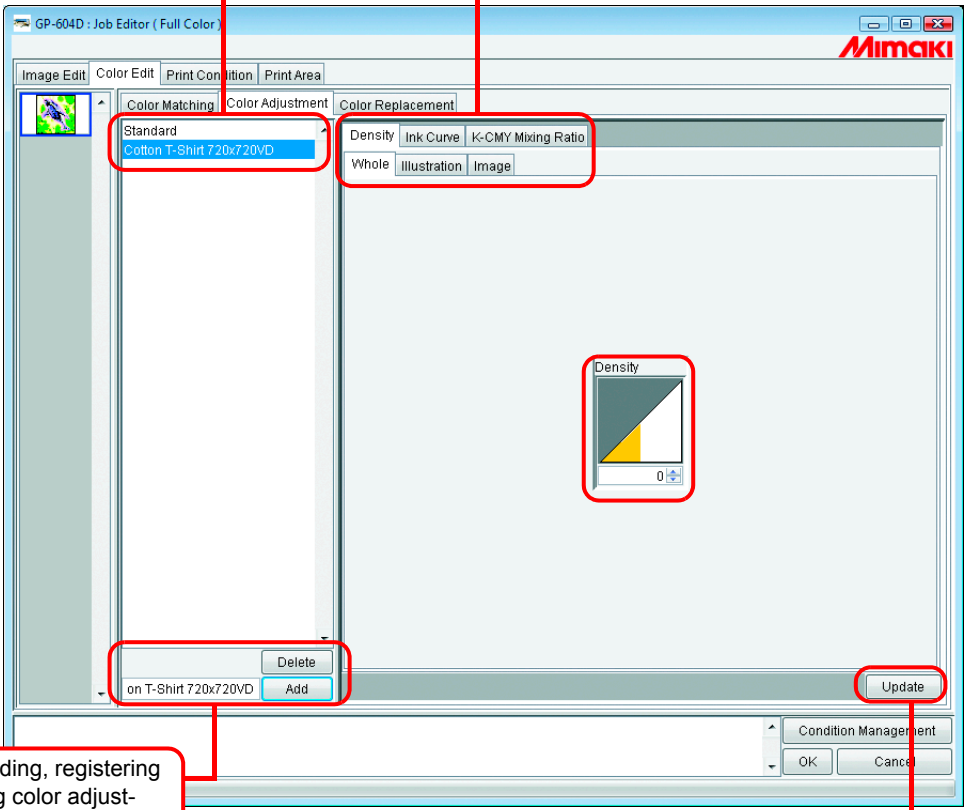 GP-604D : Job Editor ( Full Color )
Mimaki
Image Edit Color Edit Print Condition Print Area
Color Matching Color Adjustment Color Replacement
Standard
Cotton T-Shirt 720x720VD
Density Ink Curve K-CMY Mixing Ratio
Whole Illustration Image
Density
0
Delete
on T-Shirt 720x720VD Add
Update
Condition Management
OK Cancel
ding, registering
g color adjust-